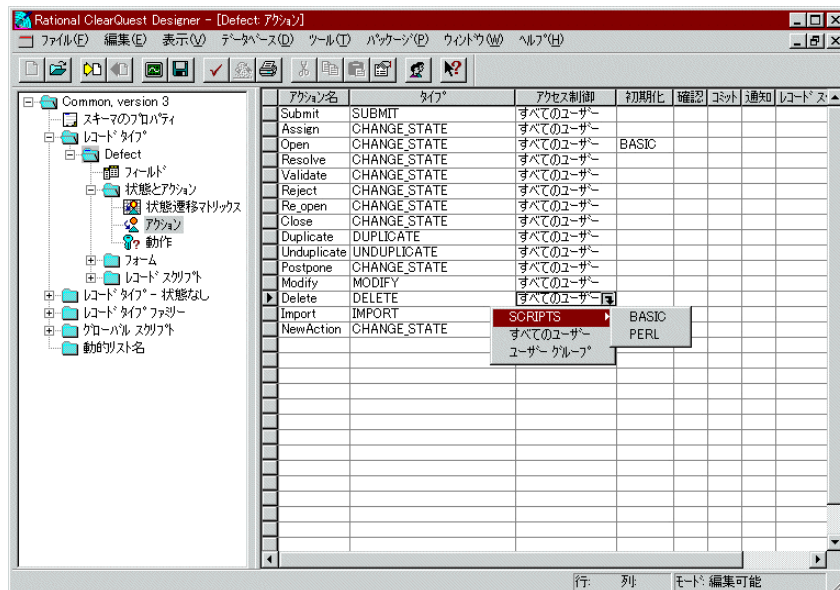 Rational ClearQuest Designer - [Defect: アクション]
ファイル(F) 編集(E) 表示(V) データベース(D) ツール(T) パッケージ(P) ウィンドウ(W) ヘルプ(H)
Common, version 3
スキーマのプロパティ
レコード タイプ
Defect
フィールド
状態とアクション
状態遷移マトリックス
アクション
動作
フォーム
レコード スクリプト
レコード タイプ - 状態なし
レコード タイプ ファミリー
グローバル スクリプト
動的リスト名
アクション名 タイプ アクセス制御 初期化 確認 コミット 通知 レコード ス
Submit SUBMIT すべてのユーザー
Assign CHANGE_STATE すべてのユーザー
Open CHANGE_STATE すべてのユーザー BASIC
Resolve CHANGE_STATE すべてのユーザー
Validate CHANGE_STATE すべてのユーザー
Reject CHANGE_STATE すべてのユーザー
Re_open CHANGE_STATE すべてのユーザー
Close CHANGE_STATE すべてのユーザー
Duplicate DUPLICATE すべてのユーザー
Unduplicate UNDUPLICATE すべてのユーザー
Postpone CHANGE_STATE すべてのユーザー
Modify MODIFY すべてのユーザー
Delete DELETE すべてのユーザー
Import IMPORT
NewAction CHANGE_STATE
SCRIPTS
すべてのユーザー
ユーザー グループ
BASIC
PERL
行: 列: モード: 編集可能